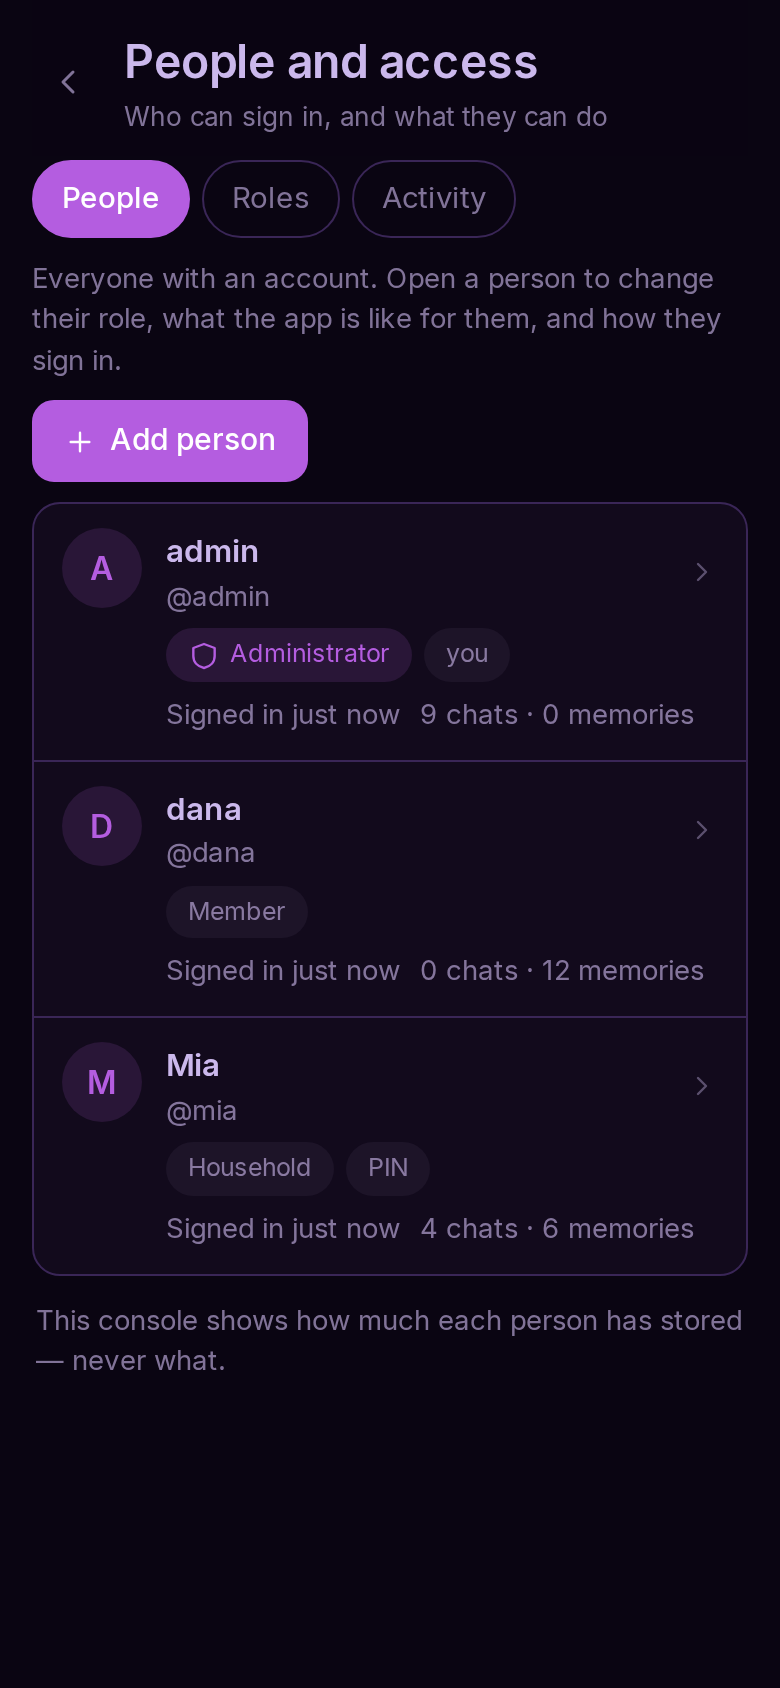 People and access
Who can sign in, and what they can do
People Roles Activity
Everyone with an account. Open a person to change
their role, what the app is like for them, and how they
sign in.
Add person
A
admin
@admin
Administrator you
Signed in just now 9 chats · 0 memories
D
dana
@dana
Member
Signed in just now 0 chats · 12 memories
M
Mia
@mia
Household PIN
Signed in just now 4 chats · 6 memories
This console shows how much each person has stored
— never what.